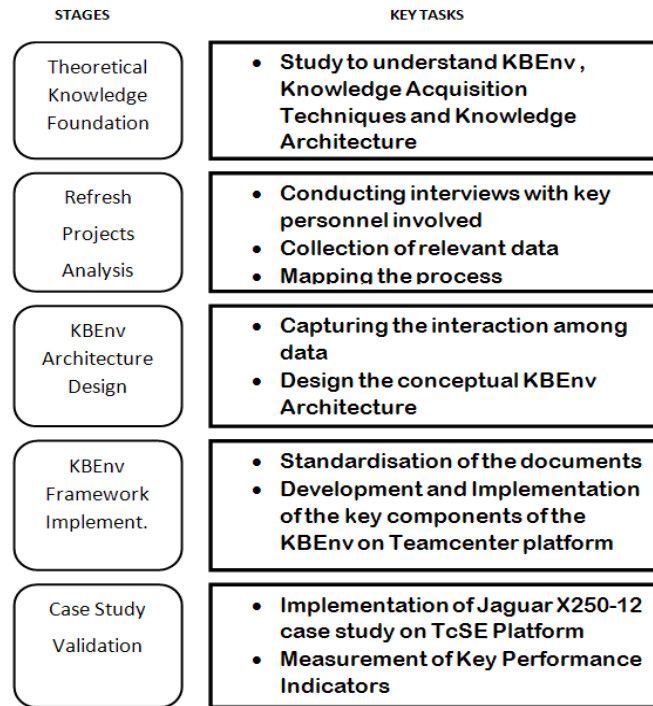 STAGES KEY TASKS
Theoretical
Knowledge
Foundation
• Study to understand KBEnv ,
Knowledge Acquisition
Techniques and Knowledge
Architecture
Refresh
Projects
Analysis
• Conducting interviews with key
personnel involved
• Collection of relevant data
• Mapping the process
KBEnv
Architecture
Design
• Capturing the interaction among
data
• Design the conceptual KBEnv
Architecture
KBEnv
Framework
Implement.
• Standardisation of the documents
• Development and Implementation
of the key components of the
KBEnv on Teamcenter platform
Case Study
Validation
• Implementation of Jaguar X250-12
case study on TcSE Platform
• Measurement of Key Performance
Indicators